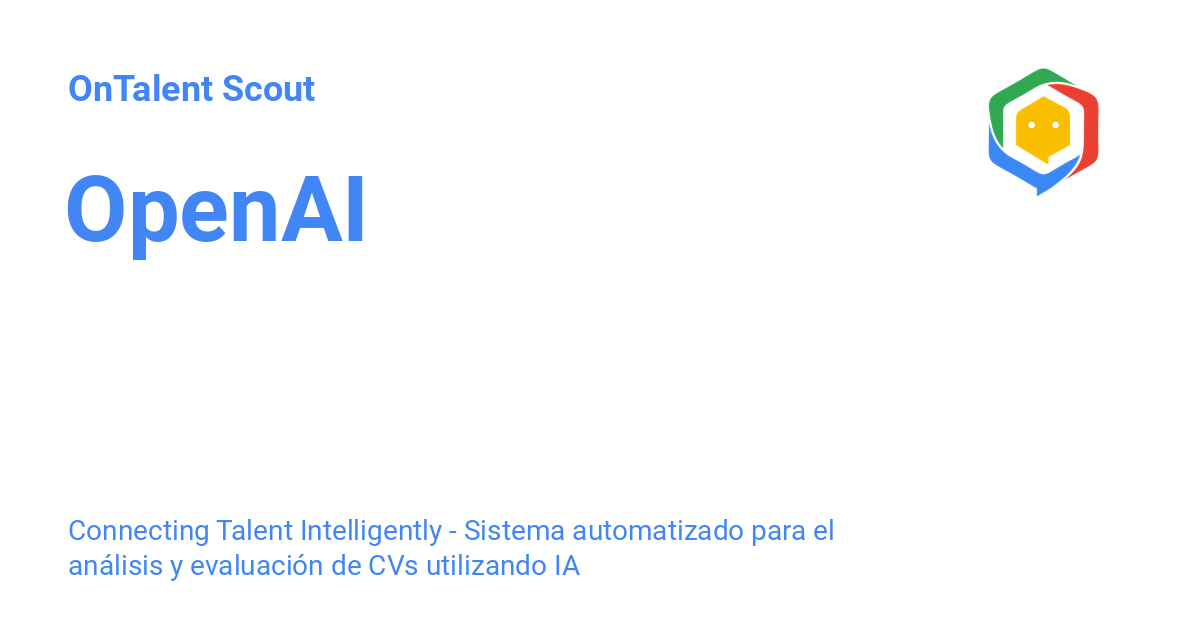 OnTalent Scout
OpenAI
Connecting Talent Intelligently - Sistema automatizado para el
análisis y evaluación de CVs utilizando IA